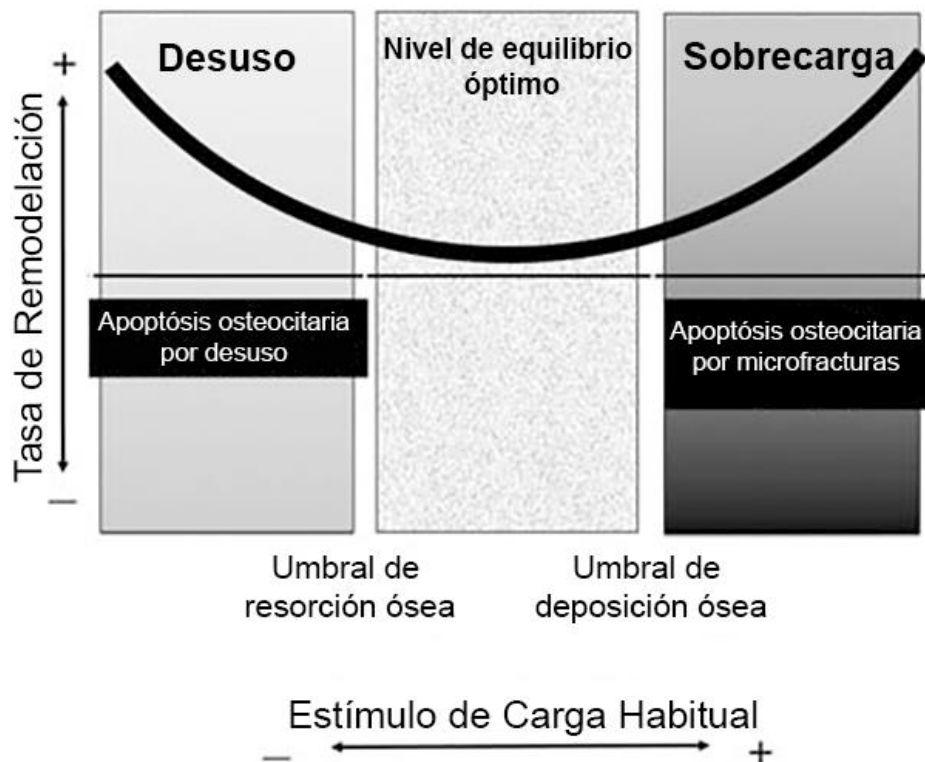 Desuso
Nivel de equilibrio
óptimo
Sobrecarga
+
Tasa de Remodelación
−
Apoptósis osteocitaria
por desuso
Apoptósis osteocitaria
por microfracturas
Umbral de
resorción ósea
Umbral de
deposición ósea
Estímulo de Carga Habitual
− +